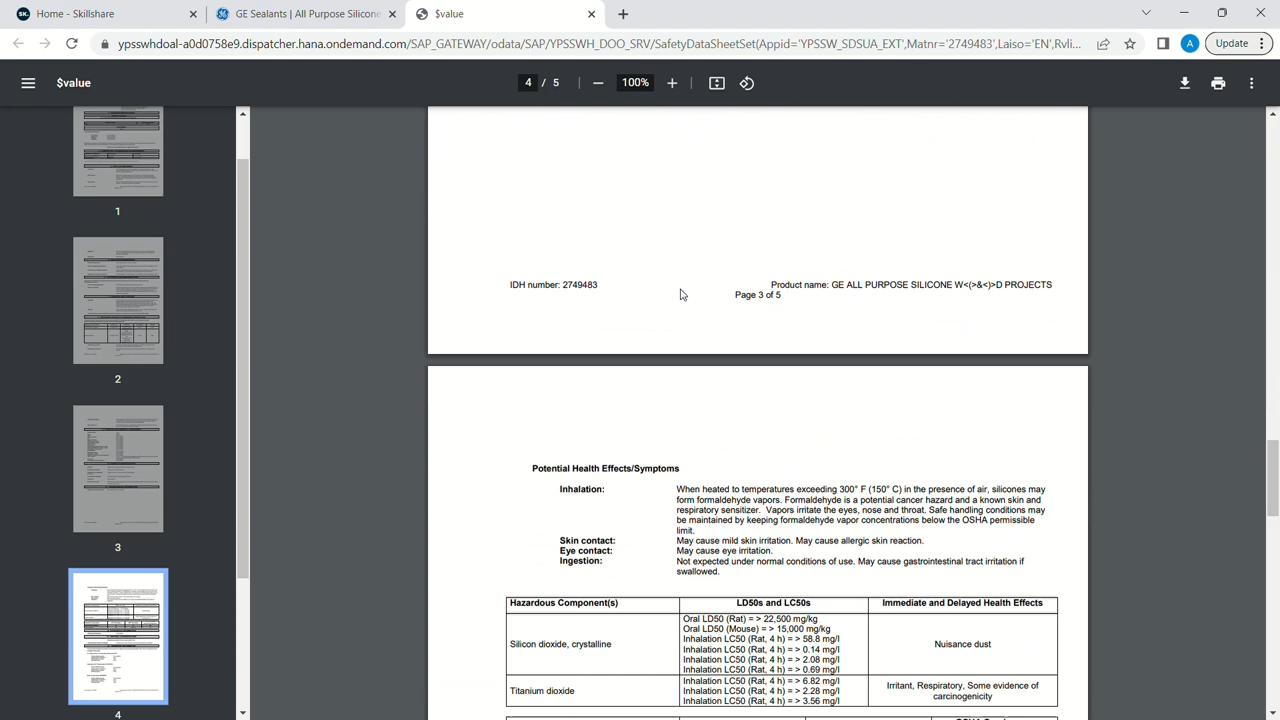 Home - Skillshare
GE Sealants | All Purpose Silicone
$value
ypsswhdoal-a0d0758e9.dispatcher.hana.ondemand.com/SAP_GATEWAY/odata/SAP/YPSSWH_DOO_SRV/SafetyDataSheetSet(Appid='YPSSW_SDSUA_EXT',Matnr='2749483',Laiso='EN',Rvli...
A
Update
$value
4 / 5
100%
1
2
3
4
IDH number: 2749483
Product name: GE ALL PURPOSE SILICONE W<(>&<)>D PROJECTS
Page 3 of 5
Potential Health Effects/Symptoms
Inhalation: When heated to temperatures exceeding 300° F (150° C) in the presence of air, silicones may
form formaldehyde vapors. Formaldehyde is a potential cancer hazard and a known skin and
respiratory sensitizer. Vapors irritate the eyes, nose and throat. Safe handling conditions may
be maintained by keeping formaldehyde vapor concentrations below the OSHA permissible
limit.
Skin contact: May cause mild skin irritation. May cause allergic skin reaction.
Eye contact: May cause eye irritation.
Ingestion: Not expected under normal conditions of use. May cause gastrointestinal tract irritation if
swallowed.
Hazardous Component(s) LD50s and LC50s Immediate and Delayed Health Effects
Silicon dioxide, crystalline
Oral LD50 (Rat) = > 22,500 mg/kg
Oral LD50 (Mouse) = > 15,000 mg/kg
Inhalation LC50 (Rat, 4 h) = > 58.8 mg/l
Inhalation LC50 (Rat, 4 h) = > 0.14 mg/l
Inhalation LC50 (Rat, 4 h) = > 2.08 mg/l
Inhalation LC50 (Rat, 4 h) = > 0.69 mg/l
Nuisance dust
Titanium dioxide
Inhalation LC50 (Rat, 4 h) = > 6.82 mg/l
Inhalation LC50 (Rat, 4 h) = > 2.28 mg/l
Inhalation LC50 (Rat, 4 h) = > 3.56 mg/l
Irritant, Respiratory, Some evidence of
carcinogenicity